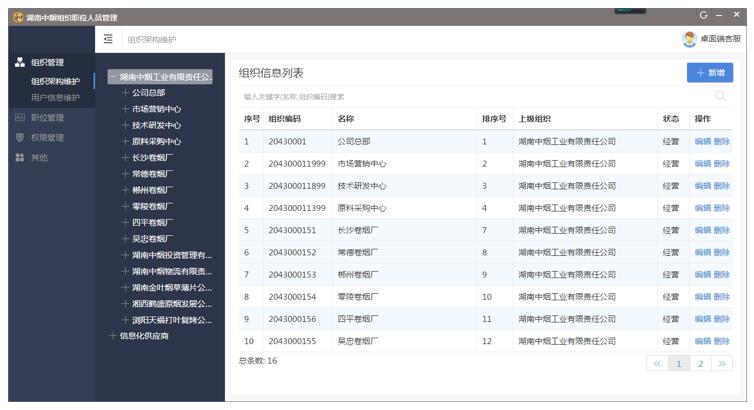 湖南中烟组织职位人员管理
组织架构维护
桌面端客服
组织管理
组织架构维护
用户信息维护
职位管理
权限管理
其他
湖南中烟工业有限责任公...
公司总部
市场营销中心
技术研发中心
原料采购中心
长沙卷烟厂
常德卷烟厂
郴州卷烟厂
零陵卷烟厂
四平卷烟厂
吴忠卷烟厂
湖南中烟投资管理有...
湖南中烟物流有限责...
湖南金叶烟草薄片公...
湘西鹤盛原烟发展公...
浏阳天福打叶复烤公...
信息化供应商
组织信息列表
新增
输入关键字(名称,组织编码)搜索
序号 组织编码 名称 排序号 上级组织 状态 操作
1 20430001 公司总部 1 湖南中烟工业有限责任公司 经营 编辑 删除
2 204300011999 市场营销中心 2 湖南中烟工业有限责任公司 经营 编辑 删除
3 204300011899 技术研发中心 3 湖南中烟工业有限责任公司 经营 编辑 删除
4 204300011399 原料采购中心 4 湖南中烟工业有限责任公司 经营 编辑 删除
5 2043000151 长沙卷烟厂 7 湖南中烟工业有限责任公司 经营 编辑 删除
6 2043000152 常德卷烟厂 8 湖南中烟工业有限责任公司 经营 编辑 删除
7 2043000153 郴州卷烟厂 9 湖南中烟工业有限责任公司 经营 编辑 删除
8 2043000154 零陵卷烟厂 10 湖南中烟工业有限责任公司 经营 编辑 删除
9 2043000156 四平卷烟厂 11 湖南中烟工业有限责任公司 经营 编辑 删除
10 2043000155 吴忠卷烟厂 12 湖南中烟工业有限责任公司 经营 编辑 删除
总条数: 16
« 1 2 »